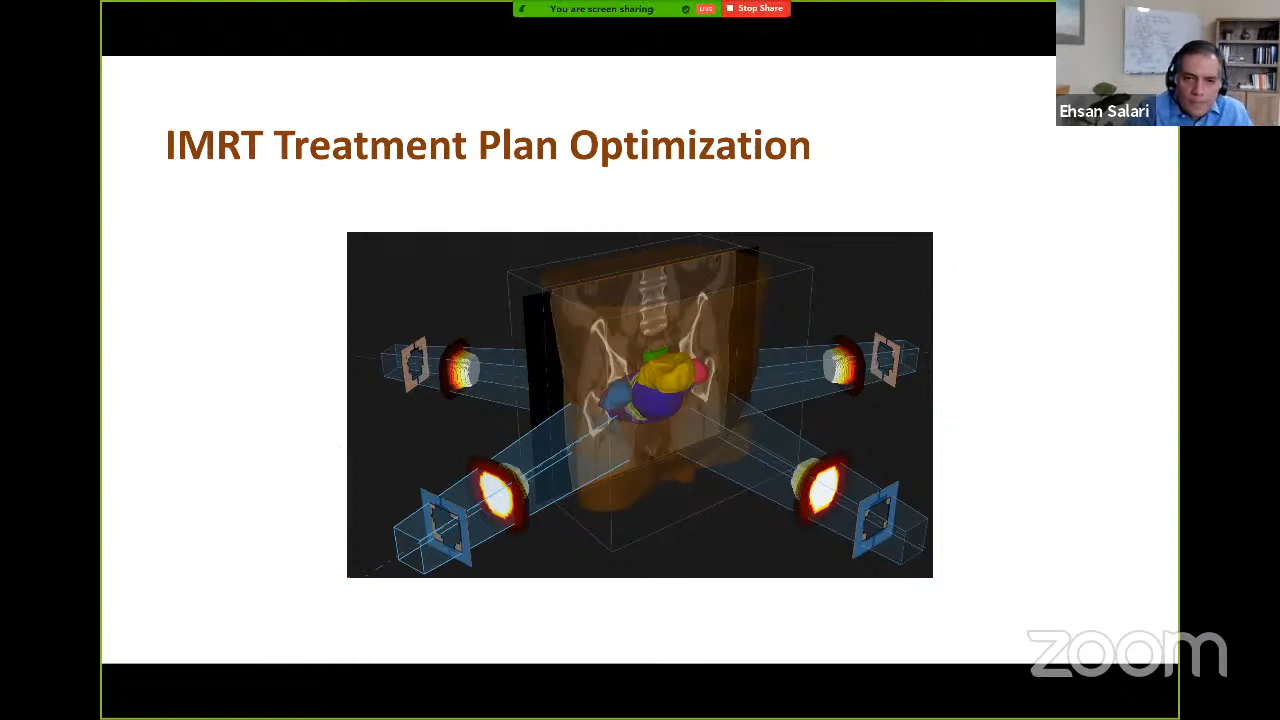 You are screen sharing LIVE Stop Share
Ehsan Salari
IMRT Treatment Plan Optimization
zoom